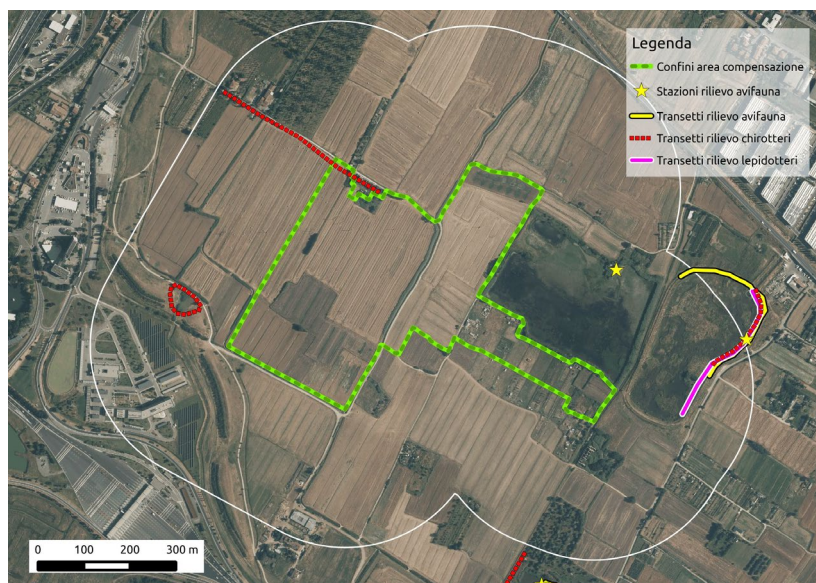 Legenda
Confini area compensazione
Stazioni rilievo avifauna
Transetti rilievo avifauna
Transetti rilievo chirotteri
Transetti rilievo lepidotteri
0 100 200 300 m